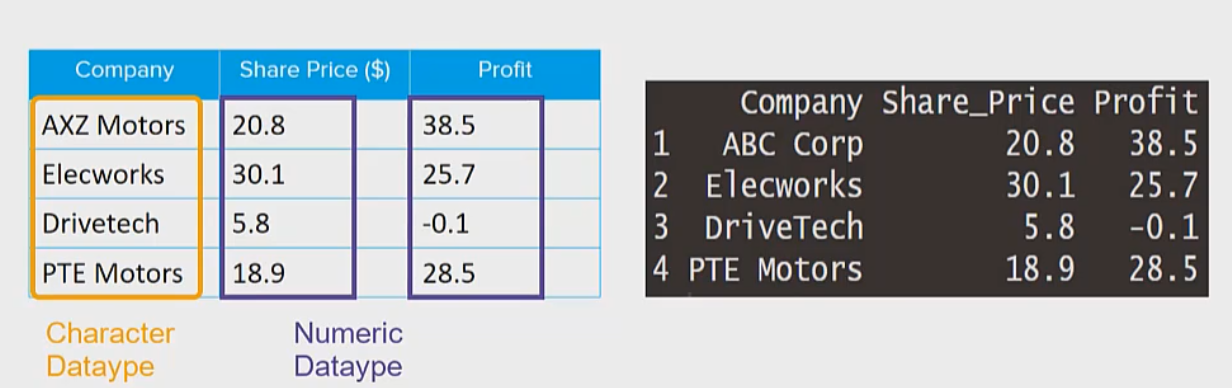 Company Share Price ($) Profit
AXZ Motors 20.8 38.5
Elecworks 30.1 25.7
Drivetech 5.8 -0.1
PTE Motors 18.9 28.5
Character
Dataype
Numeric
Dataype
Company Share_Price Profit
1 ABC Corp 20.8 38.5
2 Elecworks 30.1 25.7
3 DriveTech 5.8 -0.1
4 PTE Motors 18.9 28.5